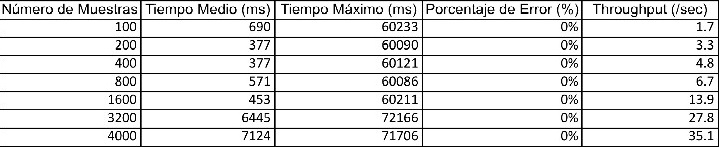 Número de Muestras Tiempo Medio (ms) Tiempo Máximo (ms) Porcentaje de Error (%) Throughput (/sec)
100 690 60233 0% 1.7
200 377 60090 0% 3.3
400 377 60121 0% 4.8
800 571 60086 0% 6.7
1600 453 60211 0% 13.9
3200 6445 72166 0% 27.8
4000 7124 71706 0% 35.1